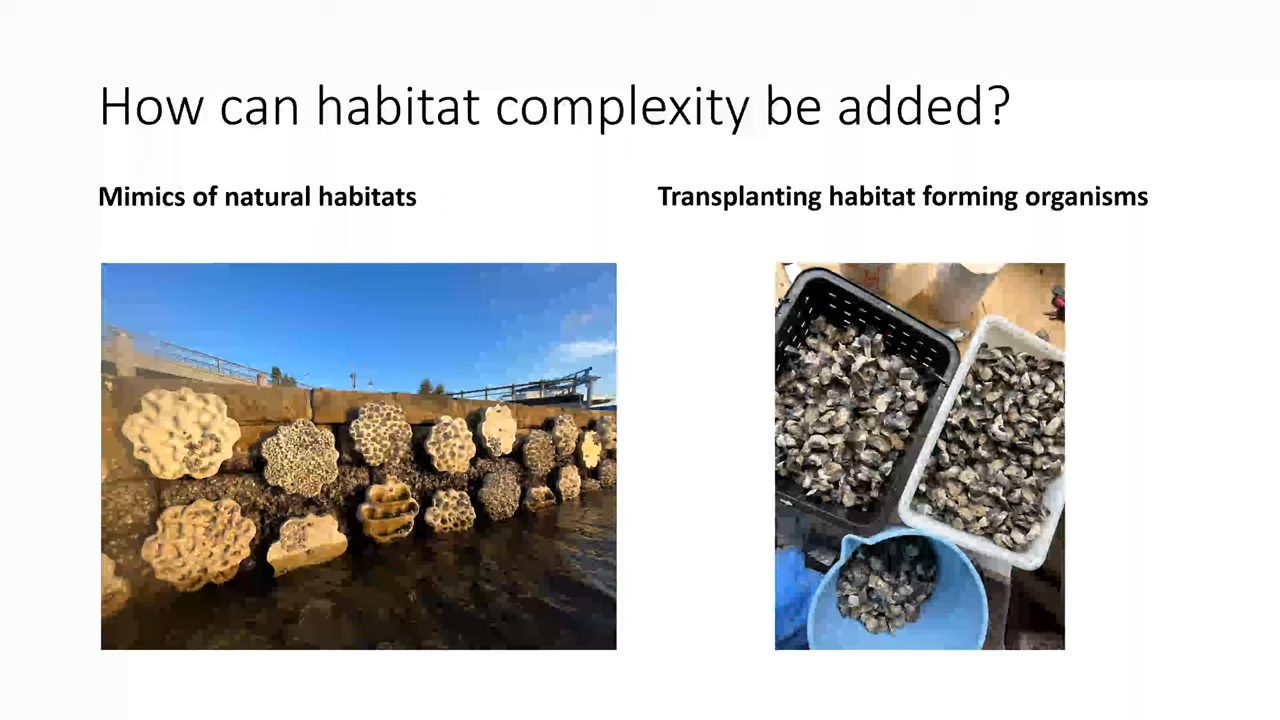 How can habitat complexity be added?
Mimics of natural habitats
Transplanting habitat forming organisms